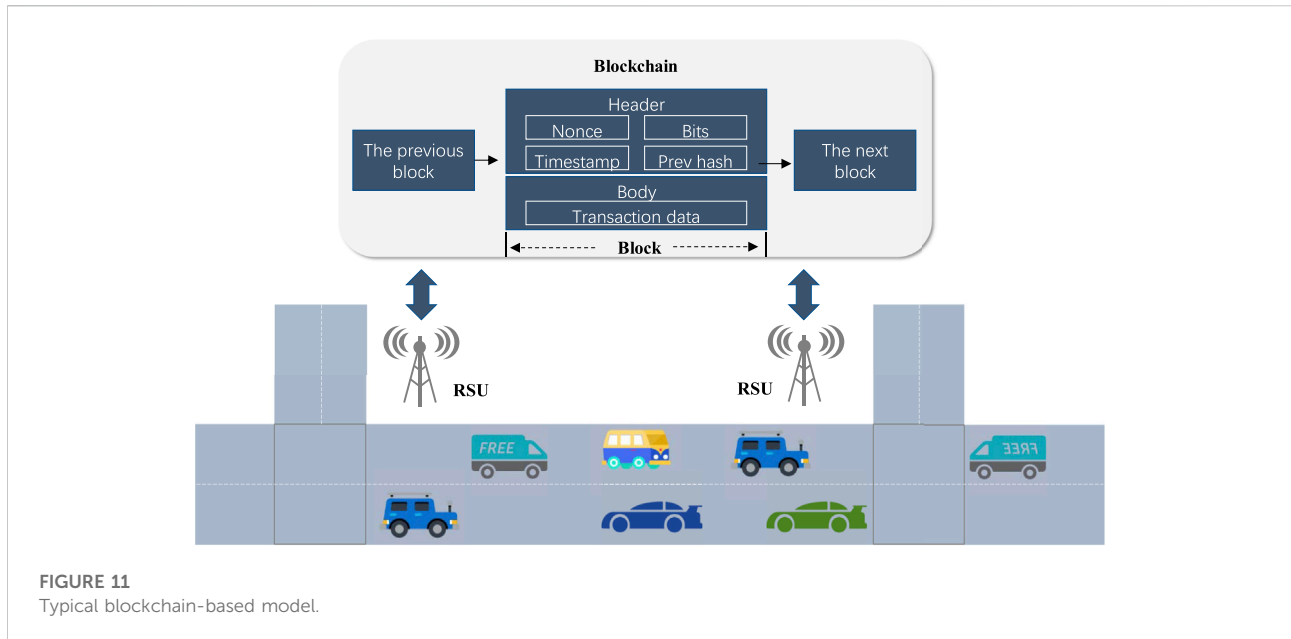 Blockchain
Header
Nonce
Bits
The previous
block
Timestamp
Prev hash
The next
block
Body
Transaction data
Block
RSU
RSU
FREE
FREE
FIGURE 11
Typical blockchain-based model.